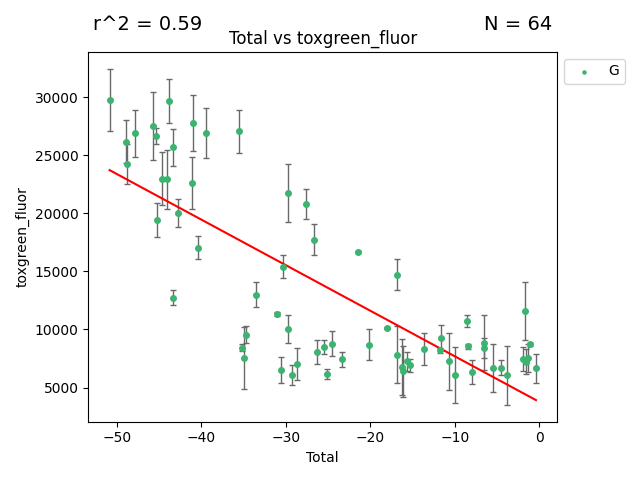 r^2 = 0.59
N = 64
Total vs toxgreen_fluor
G
30000
25000
20000
15000
10000
5000
toxgreen_fluor
−50
−40
−30
−20
−10
0
Total